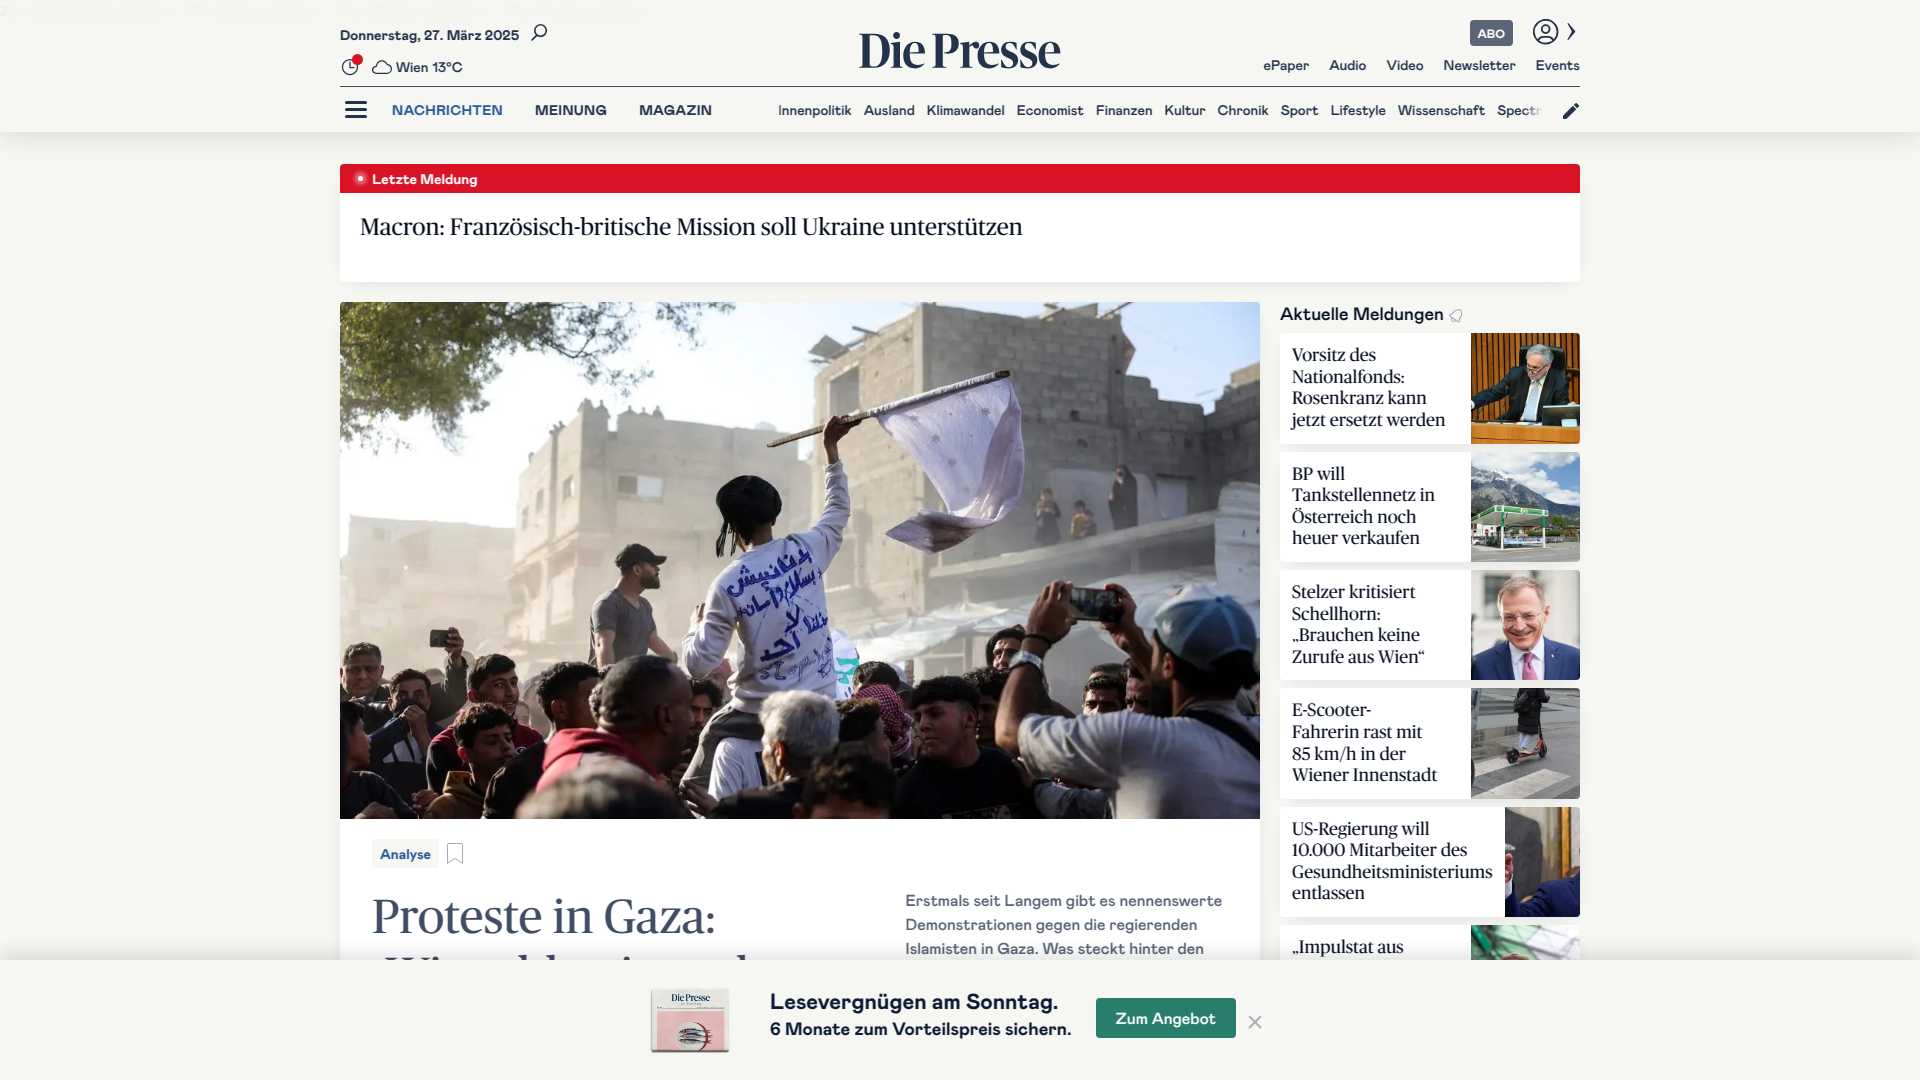 Donnerstag, 27. März 2025
Wien 13°C
Die Presse
ABO
ePaper Audio Video Newsletter Events
NACHRICHTEN MEINUNG MAGAZIN
Innenpolitik Ausland Klimawandel Economist Finanzen Kultur Chronik Sport Lifestyle Wissenschaft Spectr
Letzte Meldung
Macron: Französisch-britische Mission soll Ukraine unterstützen
Analyse
Proteste in Gaza:
Erstmals seit Langem gibt es nennenswerte
Demonstrationen gegen die regierenden
Islamisten in Gaza. Was steckt hinter den
Aktuelle Meldungen
Vorsitz des
Nationalfonds:
Rosenkranz kann
jetzt ersetzt werden
BP will
Tankstellennetz in
Österreich noch
heuer verkaufen
Stelzer kritisiert
Schellhorn:
„Brauchen keine
Zurufe aus Wien“
E-Scooter-
Fahrerin rast mit
85 km/h in der
Wiener Innenstadt
US-Regierung will
10.000 Mitarbeiter des
Gesundheitsministeriums
entlassen
„Impulstat aus
Die Presse
Lesevergnügen am Sonntag.
6 Monate zum Vorteilspreis sichern.
Zum Angebot